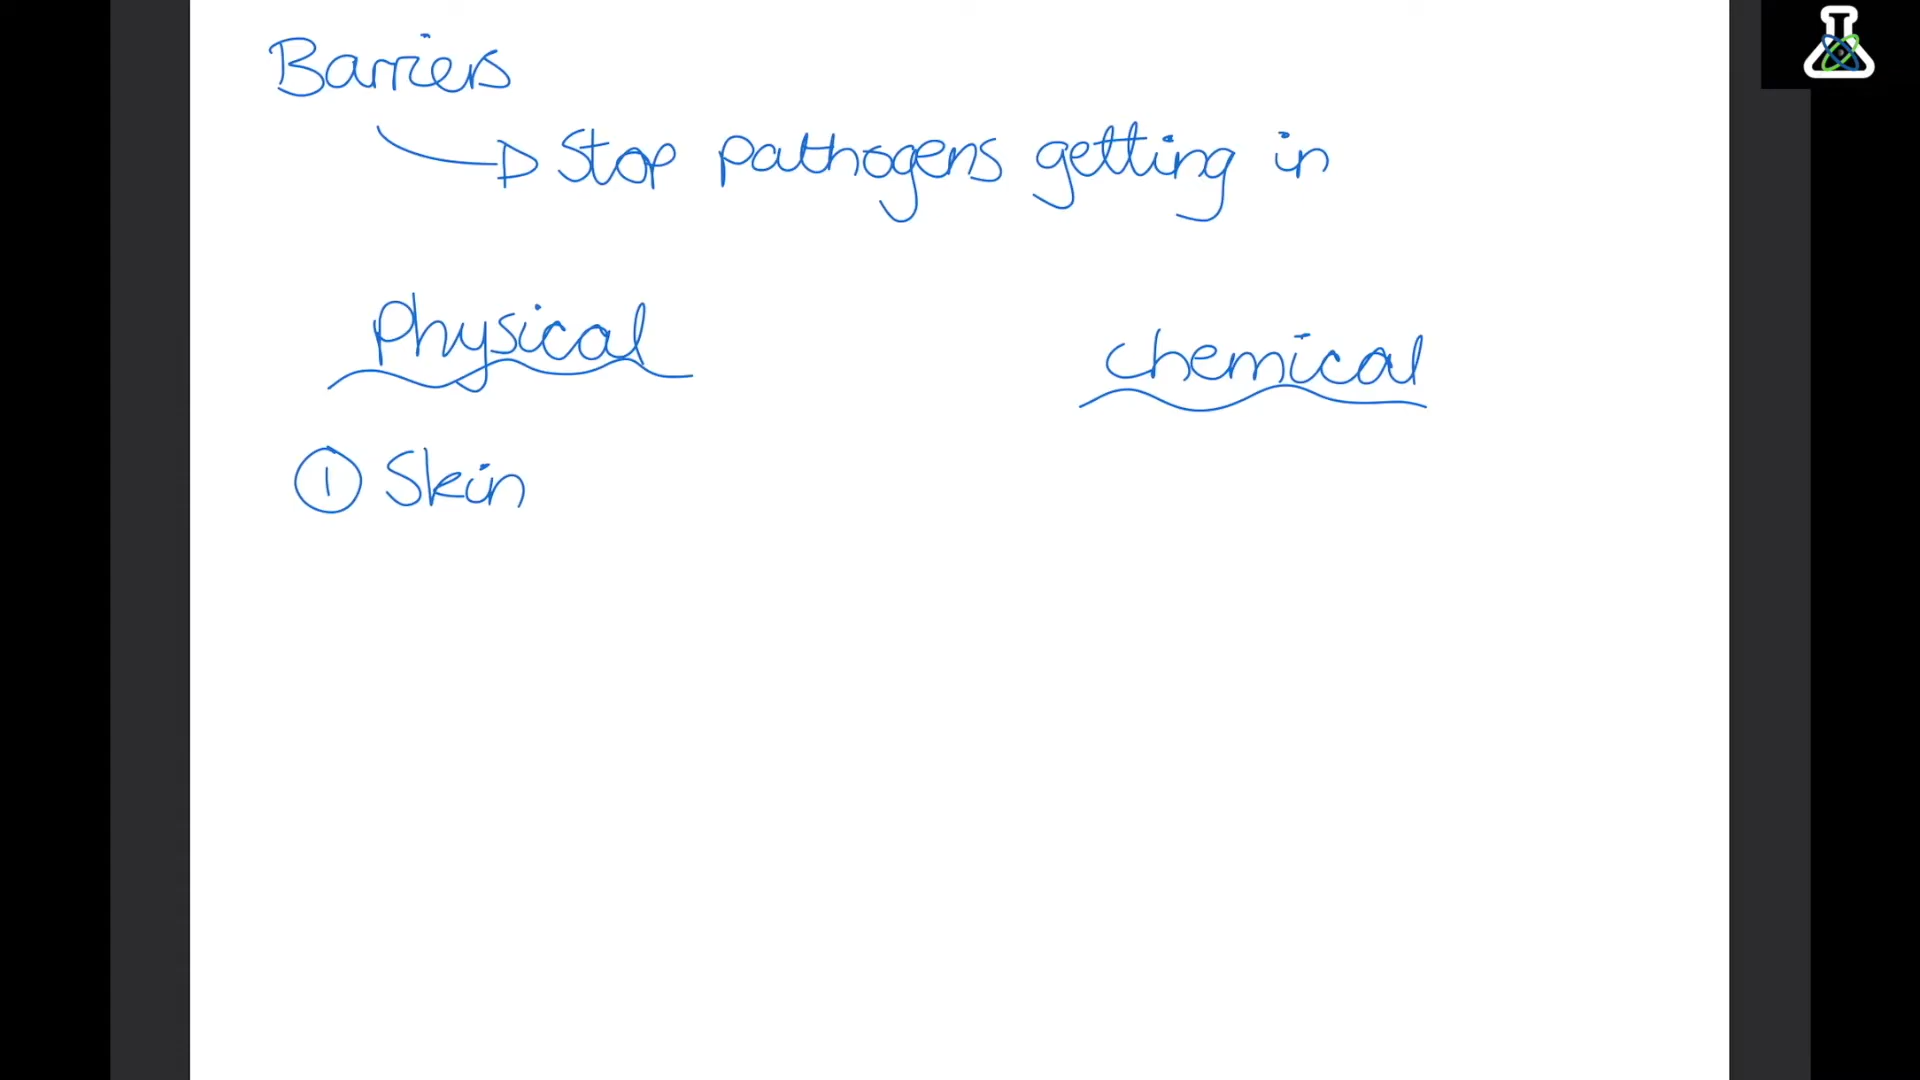 Barriers
→ Stop pathogens getting in
Physical
Chemical
① Skin